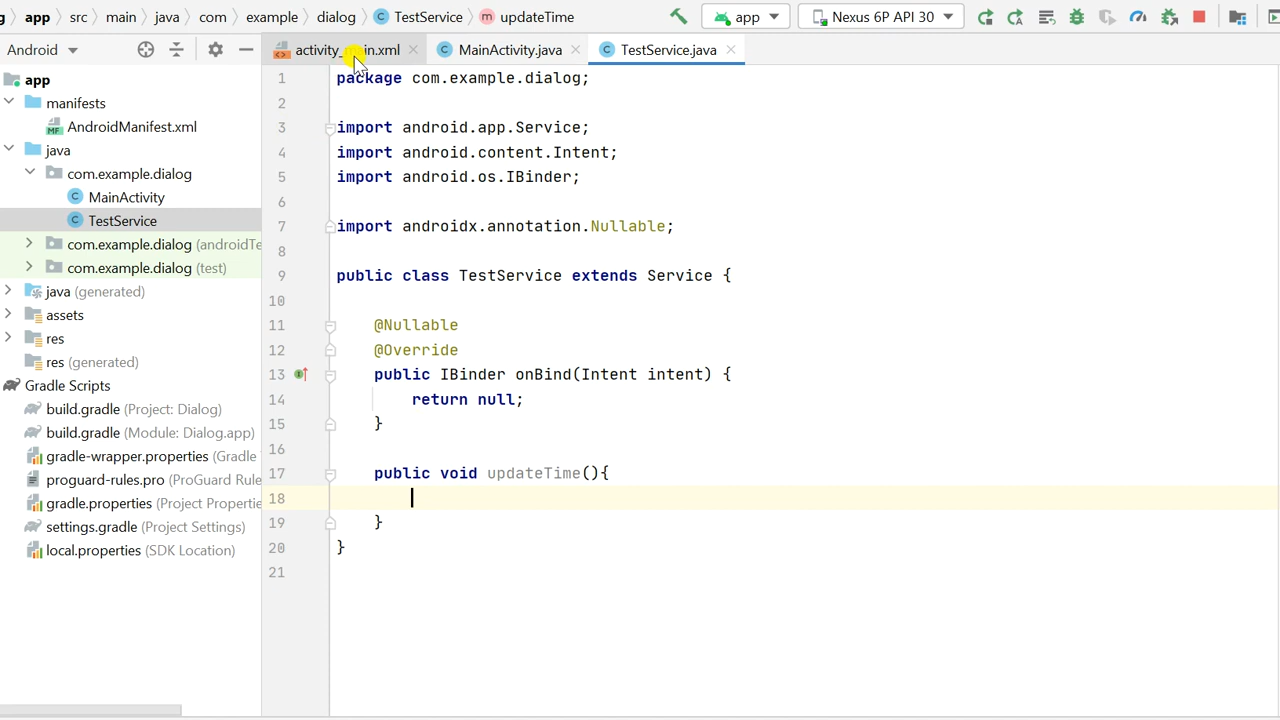 app src main java com example dialog TestService updateTime app Nexus 6P API 30
Android activity_main.xml MainActivity.java TestService.java
app
manifests
AndroidManifest.xml
java
com.example.dialog
MainActivity
TestService
com.example.dialog (androidTe
com.example.dialog (test)
java (generated)
assets
res
res (generated)
Gradle Scripts
build.gradle (Project: Dialog)
build.gradle (Module: Dialog.app)
gradle-wrapper.properties (Gradle
proguard-rules.pro (ProGuard Rule
gradle.properties (Project Propertie
settings.gradle (Project Settings)
local.properties (SDK Location)
1 package com.example.dialog;
2
3 import android.app.Service;
4 import android.content.Intent;
5 import android.os.IBinder;
6
7 import androidx.annotation.Nullable;
8
9 public class TestService extends Service {
10
11 @Nullable
12 @Override
13 public IBinder onBind(Intent intent) {
14 return null;
15 }
16
17 public void updateTime(){
18
19 }
20 }
21